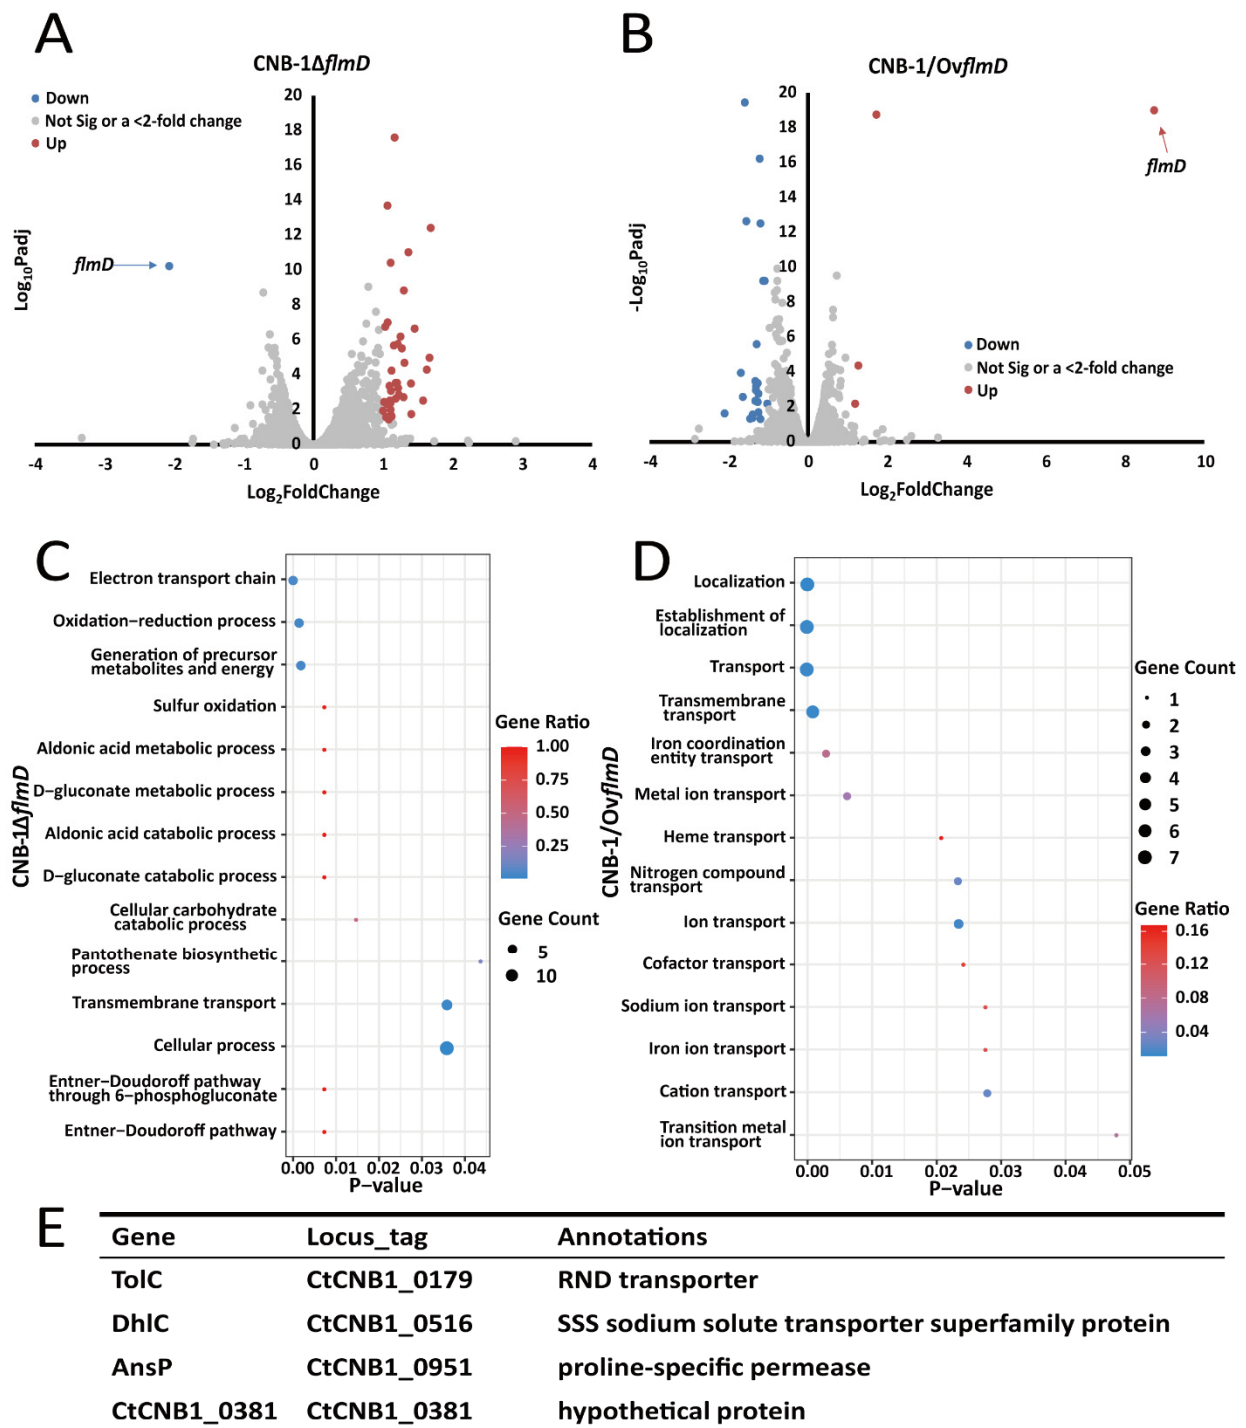 A
CNB-1ΔflmD
Down
Not Sig or a <2-fold change
Up
20
18
16
14
12
10
8
6
4
2
0
Log10Padj
flmD
-4
-3
-2
-1
0
1
2
3
4
Log2FoldChange
B
CNB-1/OvflmD
20
18
16
14
12
10
8
6
4
2
0
-Log10Padj
flmD
Down
Not Sig or a <2-fold change
Up
-4
-2
0
2
4
6
8
10
Log2FoldChange
C
CNB-1ΔflmD
Electron transport chain
Oxidation−reduction process
Generation of precursor
metabolites and energy
Sulfur oxidation
Aldonic acid metabolic process
D−gluconate metabolic process
Aldonic acid catabolic process
D−gluconate catabolic process
Cellular carbohydrate
catabolic process
Pantothenate biosynthetic
process
Transmembrane transport
Cellular process
Entner−Doudoroff pathway
through 6−phosphogluconate
Entner−Doudoroff pathway
0.00
0.01
0.02
0.03
0.04
P−value
Gene Ratio
1.00
0.75
0.50
0.25
Gene Count
5
10
D
CNB-1/OvflmD
Localization
Establishment of
localization
Transport
Transmembrane
transport
Iron coordination
entity transport
Metal ion transport
Heme transport
Nitrogen compound
transport
Ion transport
Cofactor transport
Sodium ion transport
Iron ion transport
Cation transport
Transition metal
ion transport
0.00
0.01
0.02
0.03
0.04
0.05
P−value
Gene Count
1
2
3
4
5
6
7
Gene Ratio
0.16
0.12
0.08
0.04
E
Gene Locus_tag Annotations
TolC CtCNB1_0179 RND transporter
DhlC CtCNB1_0516 SSS sodium solute transporter superfamily protein
AnsP CtCNB1_0951 proline-specific permease
CtCNB1_0381 CtCNB1_0381 hypothetical protein